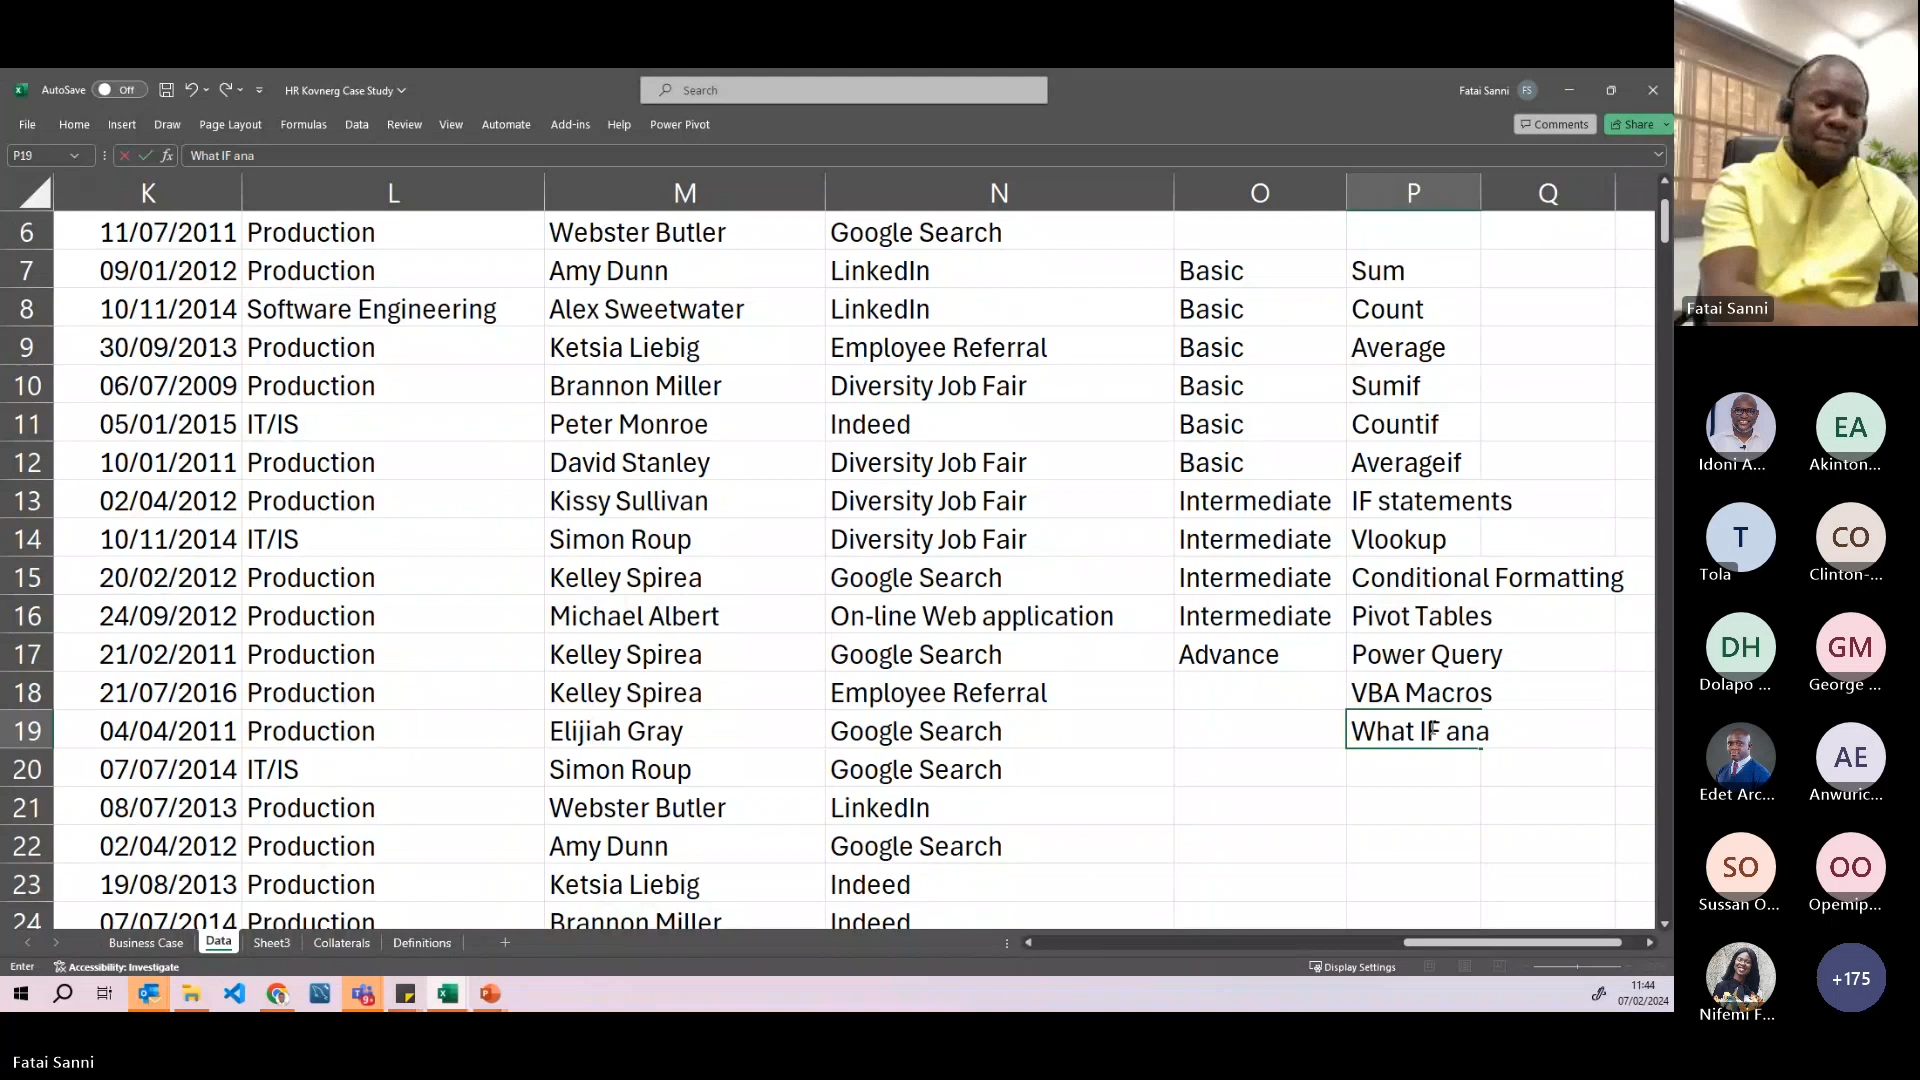 AutoSave Off HR Kovnerg Case Study Search Fatai Sanni FS
File Home Insert Draw Page Layout Formulas Data Review View Automate Add-ins Help Power Pivot Comments Share
P19 fx What IF ana
K L M N O P Q
6 11/07/2011 Production Webster Butler Google Search
7 09/01/2012 Production Amy Dunn LinkedIn Basic Sum
8 10/11/2014 Software Engineering Alex Sweetwater LinkedIn Basic Count
9 30/09/2013 Production Ketsia Liebig Employee Referral Basic Average
10 06/07/2009 Production Brannon Miller Diversity Job Fair Basic Sumif
11 05/01/2015 IT/IS Peter Monroe Indeed Basic Countif
12 10/01/2011 Production David Stanley Diversity Job Fair Basic Averageif
13 02/04/2012 Production Kissy Sullivan Diversity Job Fair Intermediate IF statements
14 10/11/2014 IT/IS Simon Roup Diversity Job Fair Intermediate Vlookup
15 20/02/2012 Production Kelley Spirea Google Search Intermediate Conditional Formatting
16 24/09/2012 Production Michael Albert On-line Web application Intermediate Pivot Tables
17 21/02/2011 Production Kelley Spirea Google Search Advance Power Query
18 21/07/2016 Production Kelley Spirea Employee Referral VBA Macros
19 04/04/2011 Production Elijiah Gray Google Search What IF ana
20 07/07/2014 IT/IS Simon Roup Google Search
21 08/07/2013 Production Webster Butler LinkedIn
22 02/04/2012 Production Amy Dunn Google Search
23 19/08/2013 Production Ketsia Liebig Indeed
24 07/07/2014 Production Brannon Miller Indeed
Business Case Data Sheet3 Collaterals Definitions
Enter Accessibility: Investigate Display Settings
9+
11:44
07/02/2024
Fatai Sanni
EA
Idoni A... Akinton...
T CO
Tola Clinton-...
DH GM
Dolapo ... George ...
AE
Edet Arc... Anwuric...
SO OO
Sussan O... Opemip...
+175
Nifemi F...
Fatai Sanni